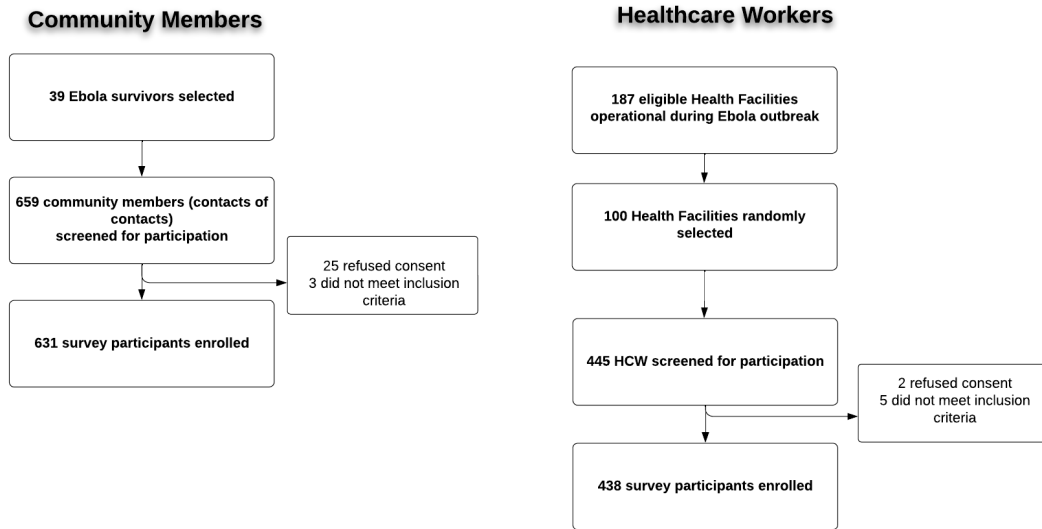 Community Members
39 Ebola survivors selected
659 community members (contacts of
contacts)
screened for participation
25 refused consent
3 did not meet inclusion
criteria
631 survey participants enrolled
Healthcare Workers
187 eligible Health Facilities
operational during Ebola outbreak
100 Health Facilities randomly
selected
445 HCW screened for participation
2 refused consent
5 did not meet inclusion
criteria
438 survey participants enrolled